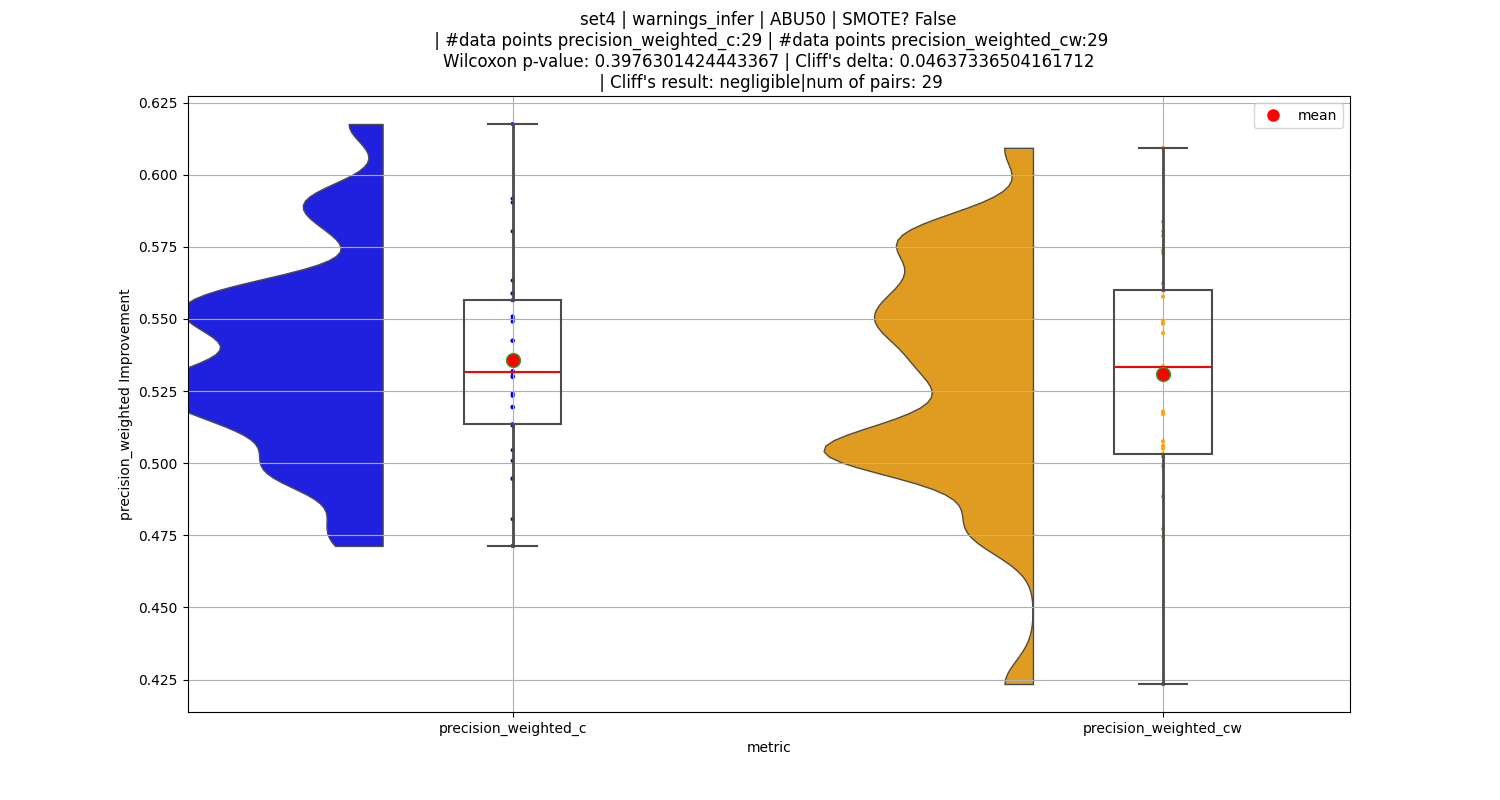 set4 | warnings_infer | ABU50 | SMOTE? False
| #data points precision_weighted_c:29 | #data points precision_weighted_cw:29
Wilcoxon p-value: 0.3976301424443367 | Cliff's delta: 0.04637336504161712
| Cliff's result: negligible|num of pairs: 29
mean
0.625
0.600
0.575
0.550
0.525
0.500
0.475
0.450
0.425
precision_weighted Improvement
precision_weighted_c
precision_weighted_cw
metric